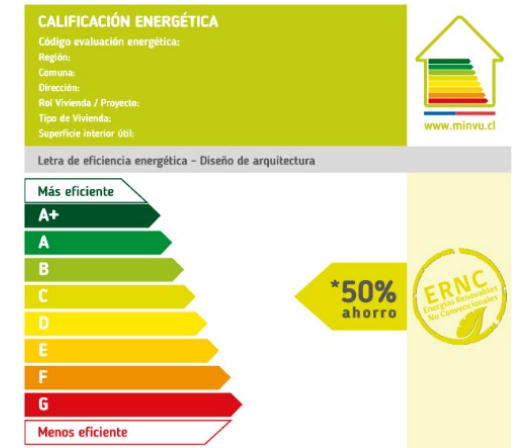 CALIFICACIÓN ENERGÉTICA
Código evaluación energética:
Región:
Comuna:
Dirección:
Rol Vivienda / Proyecto:
Tipo de Vivienda:
Superficie interior útil:
www.minvu.cl
Letra de eficiencia energética – Diseño de arquitectura
Más eficiente
A+
A
B
C
D
E
F
G
Menos eficiente
*50%
ahorro
ERNC
Energías Renovables
No Convencionales